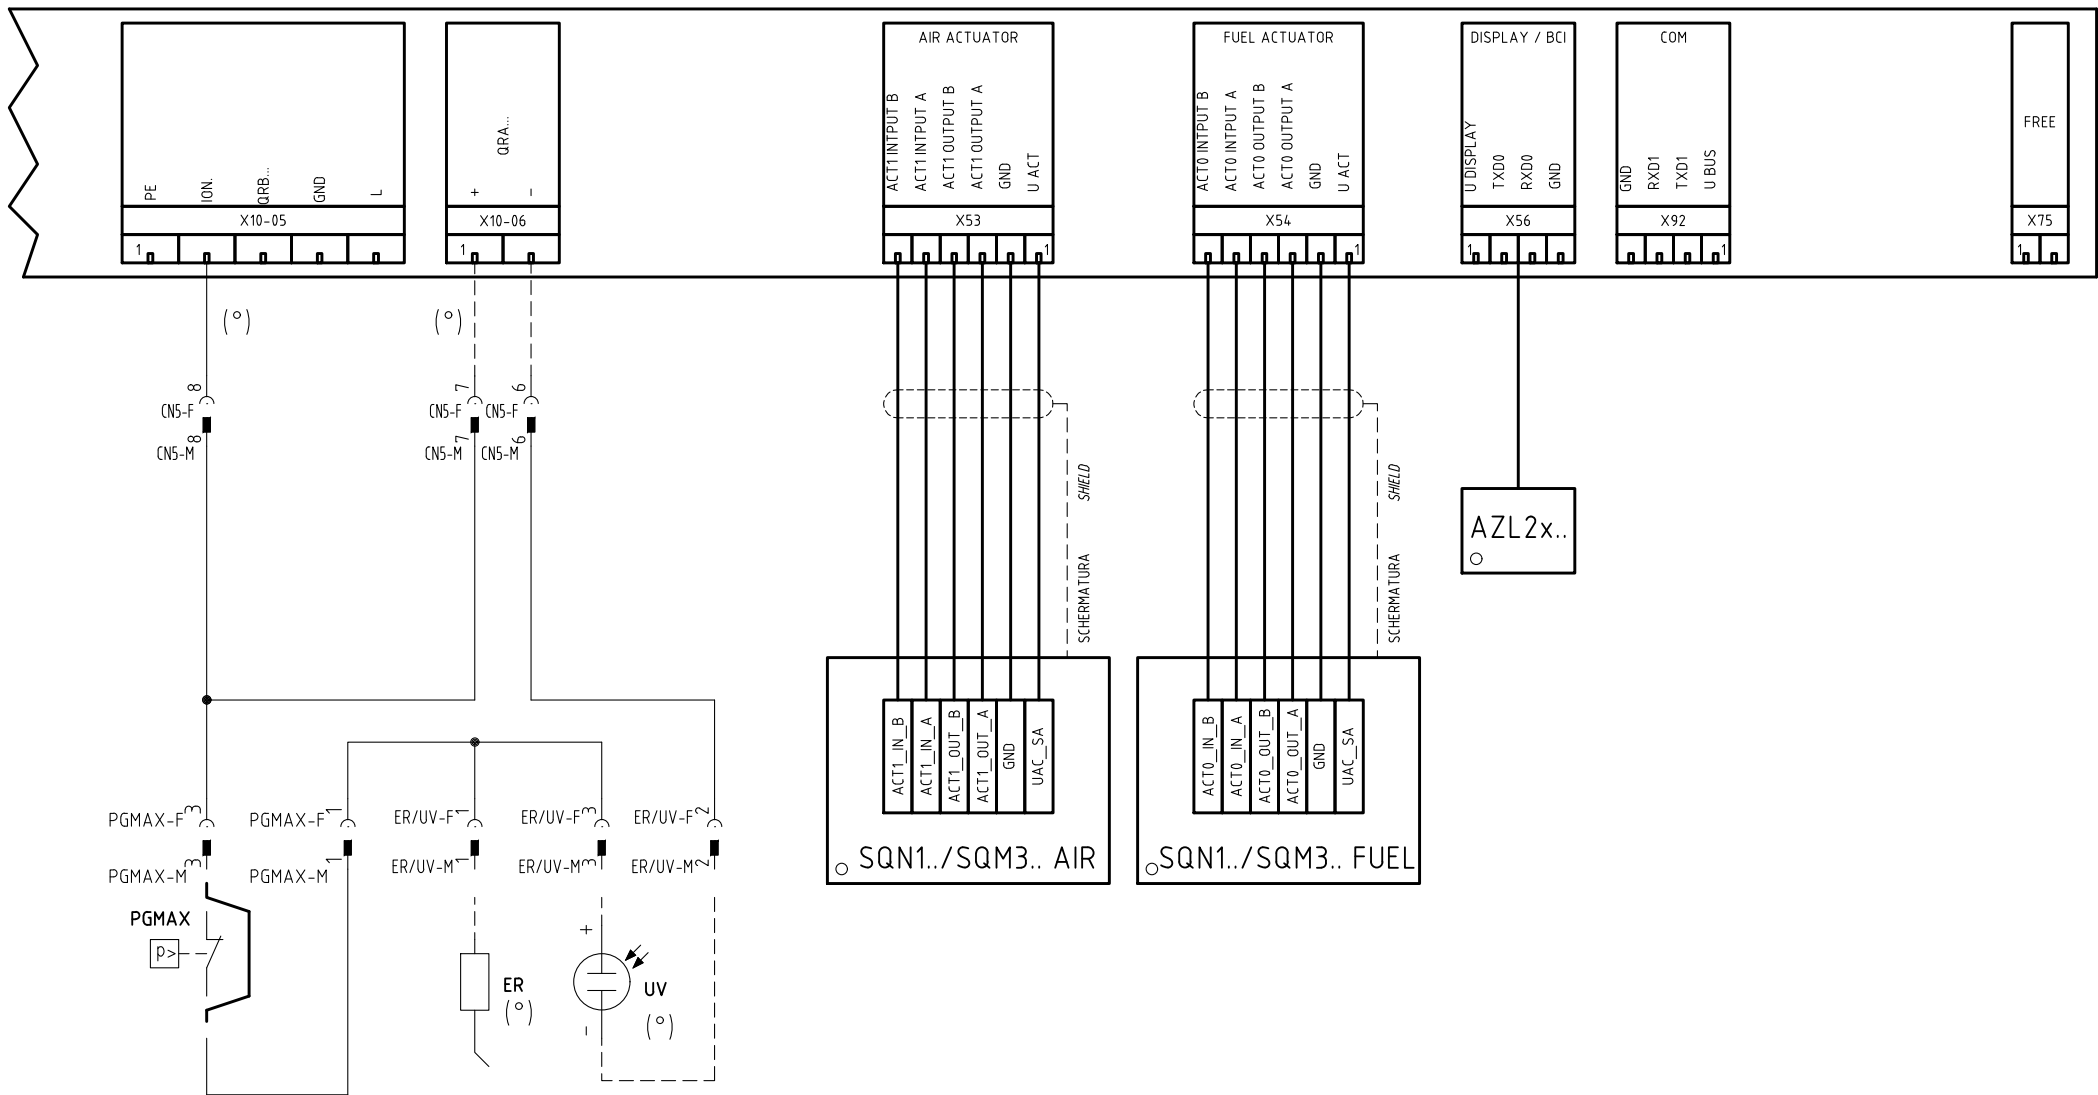 AIR ACTUATOR
FUEL ACTUATOR
DISPLAY / BCI
COM
FREE
PE
ION.
QRB...
GND
L
+
QRA...
-
ACT1 INTPUT B
ACT1 INTPUT A
ACT1 OUTPUT B
ACT1 OUTPUT A
GND
U ACT
ACT0 INTPUT B
ACT0 INTPUT A
ACT0 OUTPUT B
ACT0 OUTPUT A
GND
U ACT
U DISPLAY
TXD0
RXD0
GND
GND
RXD1
TXD1
U BUS
X10-05
X10-06
X53
X54
X56
X92
X75
1
1
1
1
1
1
1
(°)
(°)
8
7
6
CN5-F
CN5-F
CN5-F
8
7
6
CN5-M
CN5-M
CN5-M
SHIELD
SCHERMATURA
SHIELD
SCHERMATURA
AZL2x..
ACT1_IN_B
ACT1_IN_A
ACT1_OUT_B
ACT1_OUT_A
GND
UAC_SA
ACT0_IN_B
ACT0_IN_A
ACT0_OUT_B
ACT0_OUT_A
GND
UAC_SA
SQN1../SQM3.. AIR
SQN1../SQM3.. FUEL
PGMAX-F 3
PGMAX-F 1
ER/UV-F 1
ER/UV-F 3
ER/UV-F 2
PGMAX-M 3
PGMAX-M 1
ER/UV-M 1
ER/UV-M 3
ER/UV-M 2
PGMAX
p>
+
ER
(°)
UV
(°)
-